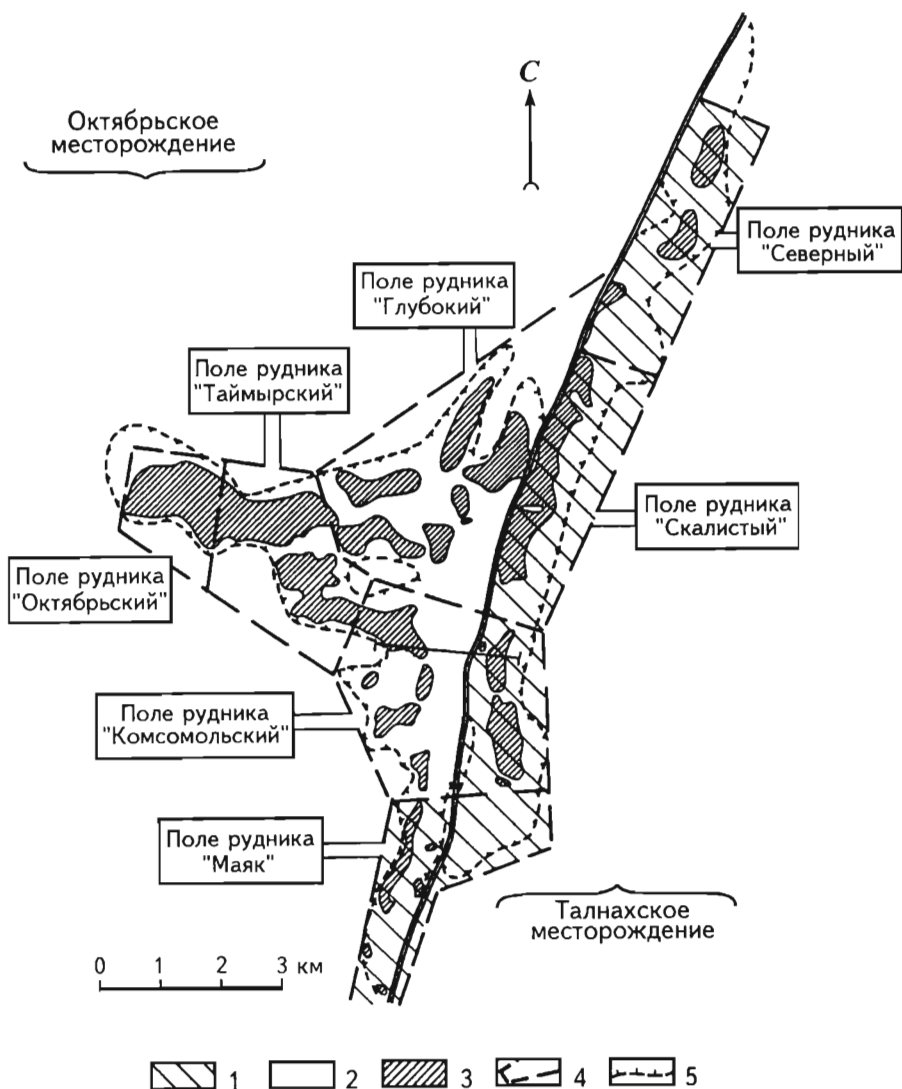 Октябрьское
месторождение
С
Поле рудника
"Северный"
Поле рудника
"Глубокий"
Поле рудника
"Таймырский"
Поле рудника
"Скалистый"
Поле рудника
"Октябрьский"
Поле рудника
"Комсомольский"
Поле рудника
"Маяк"
Талнахское
месторождение
0 1 2 3 км
1 2 3 4 5